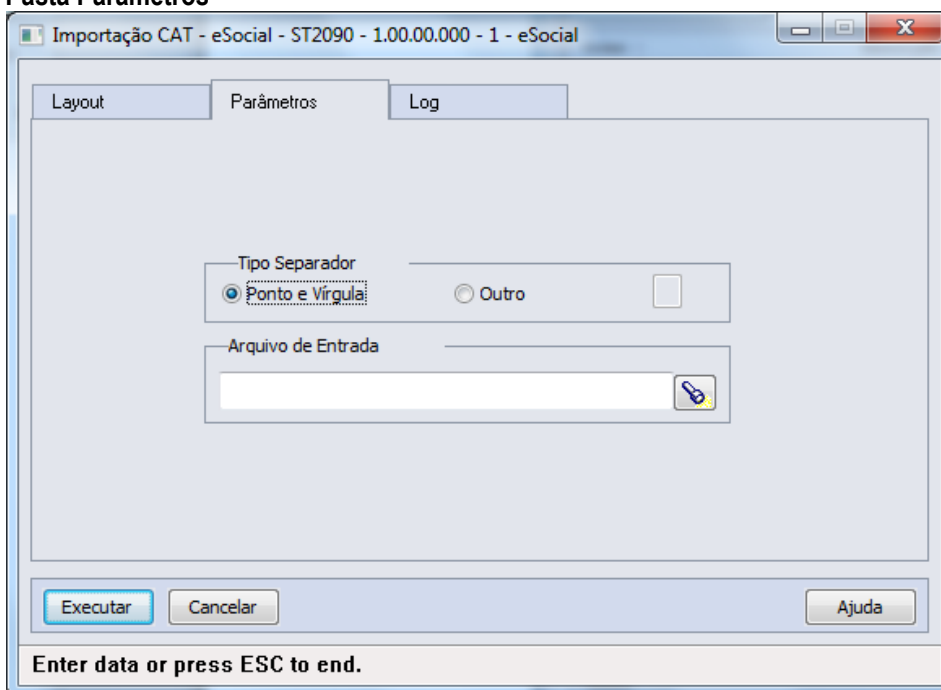 Pasta Parâmetros
Importação CAT - eSocial - ST2090 - 1.00.00.000 - 1 - eSocial
Layout Parâmetros Log
Tipo Separador
Ponto e Vírgula Outro
Arquivo de Entrada
Executar Cancelar Ajuda
Enter data or press ESC to end.